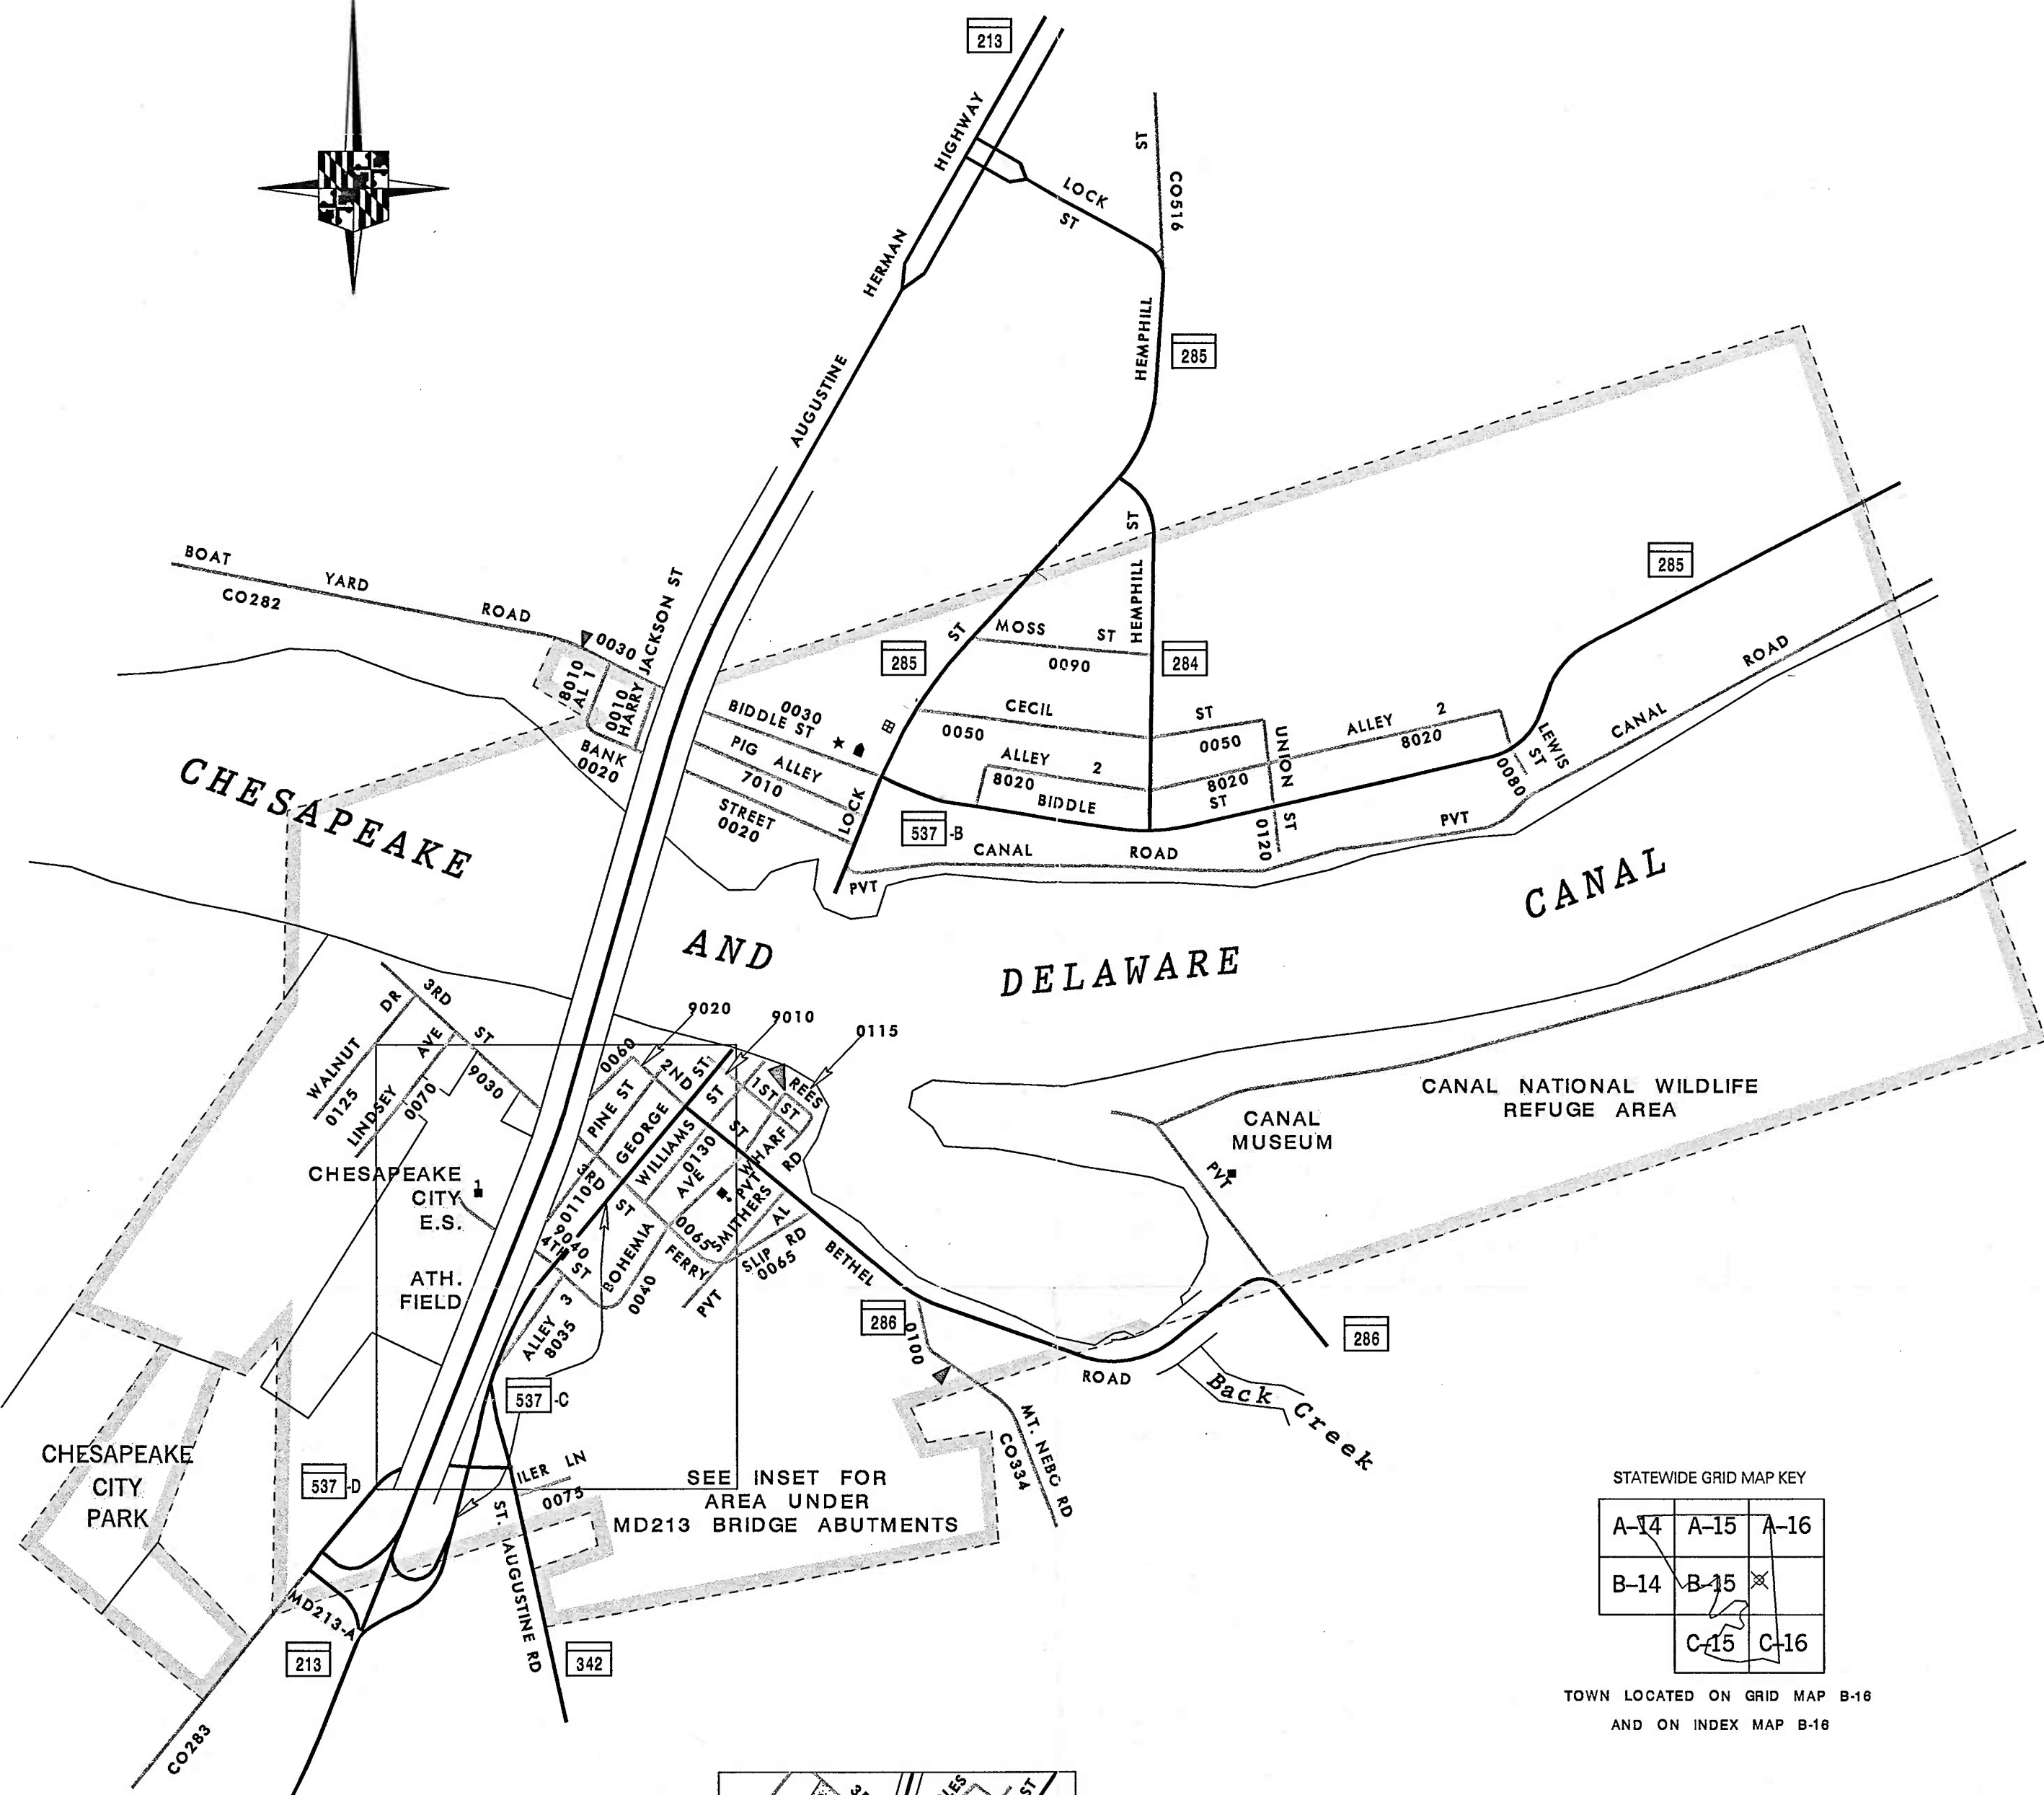 213
HIGHWAY
HERMAN
AUGUSTINE
ST
CO516
LOCK
ST
HEMPHILL
285
BOAT YARD ROAD
CO282
0030
JACKSON ST
8010
AL 1
0010
HARRY
BANK
0020
ST
HEMPHILL
285
ST
MOSS ST
0090
285
284
ROAD
0030
BIDDLE ST
PIG ALLEY
7010
STREET
0020
LOCK
CECIL ST
0050
0050
ALLEY 2
8020
8020
BIDDLE ST
UNION
ST
0120
ALLEY 2
8020
LEWIS
ST
0080
CANAL
537 -B
CANAL ROAD
PVT
PVT
CHESAPEAKE
AND
DELAWARE
CANAL
3RD
ST
DR
WALNUT
0125
AVE
LINDSEY
0070
9030
9020
9010
0115
0060
2ND
ST
ST
1ST
ST
REES
PINE ST
GEORGE
WILLIAMS
ST
0130
AVE
WHARF
RD
PVT
SMITHERS
AL
3RD
ST
0110
9040
4TH
ST
BOHEMIA
0040
0065
FERRY
PVT
SLIP RD
0065
BETHEL
ALLEY 3
8035
CHESAPEAKE
CITY
E.S.
1
ATH.
FIELD
CANAL
MUSEUM
PVT
CANAL NATIONAL WILDLIFE
REFUGE AREA
286
0100
286
ROAD
Back Creek
MT. NEBO RD
CO334
537 -C
537 -D
CHESAPEAKE
CITY
PARK
ILER LN
0075
SEE INSET FOR
AREA UNDER
MD213 BRIDGE ABUTMENTS
ST. AUGUSTINE RD
MD213-A
213
342
CO283
STATEWIDE GRID MAP KEY
A-14 A-15 A-16
B-14 B-15
C-15 C-16
TOWN LOCATED ON GRID MAP B-16
AND ON INDEX MAP B-16
ST